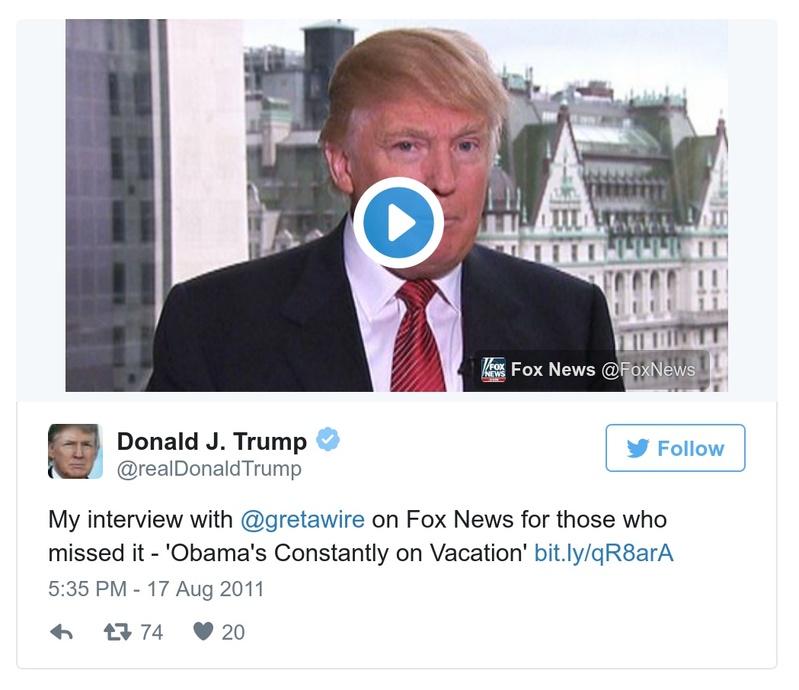 FOX NEWS
Fox News @FoxNews
Donald J. Trump
@realDonaldTrump
Follow
My interview with @gretawire on Fox News for those who
missed it - 'Obama's Constantly on Vacation' bit.ly/qR8arA
5:35 PM - 17 Aug 2011
74 20